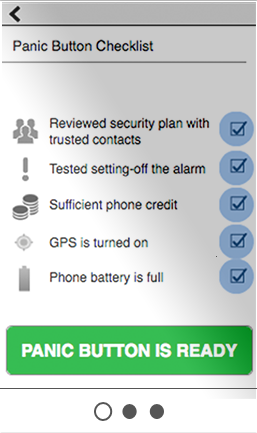 Panic Button Checklist
Reviewed security plan with
trusted contacts
Tested setting-off the alarm
Sufficient phone credit
GPS is turned on
Phone battery is full
PANIC BUTTON IS READY